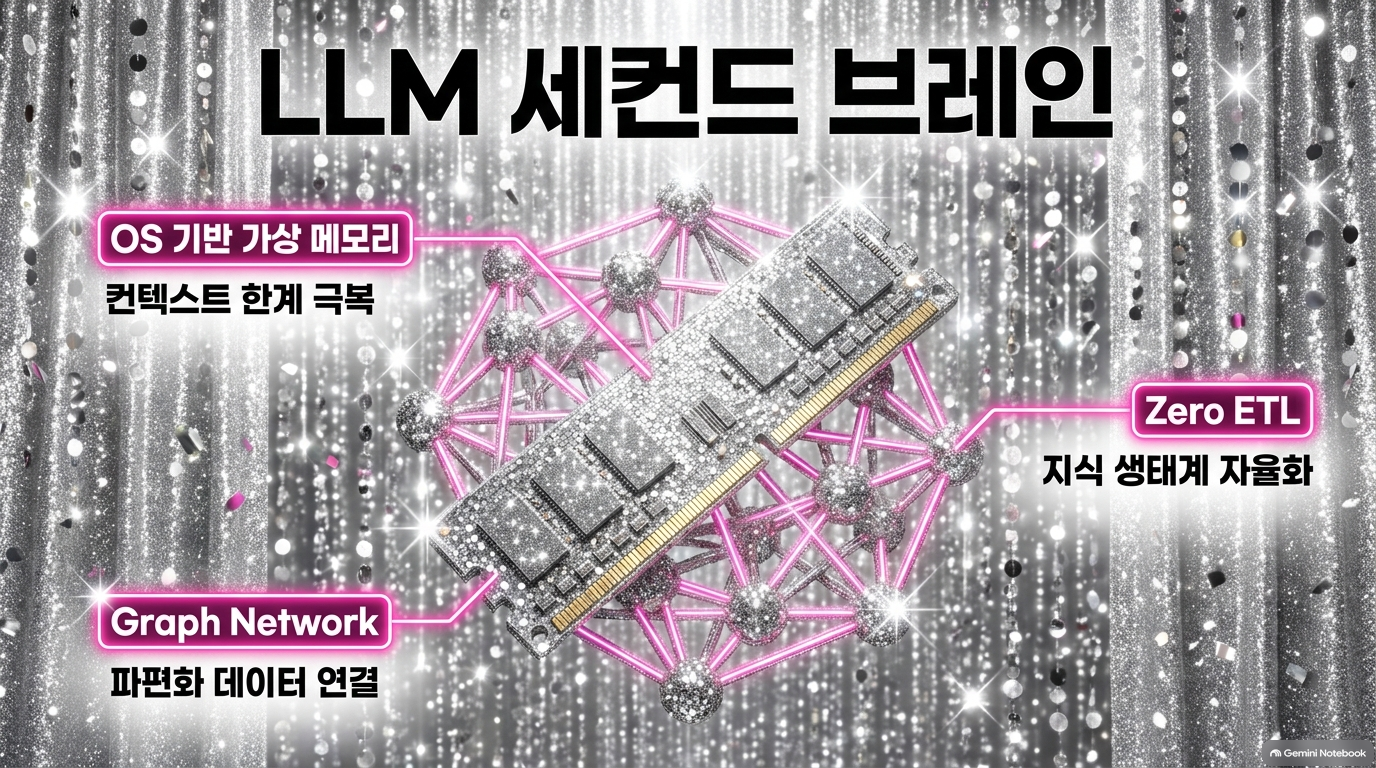 LLM 세컨드 브레인
OS 기반 가상 메모리
컨텍스트 한계 극복
Zero ETL
지식 생태계 자율화
Graph Network
파편화 데이터 연결
Gemini Notebook